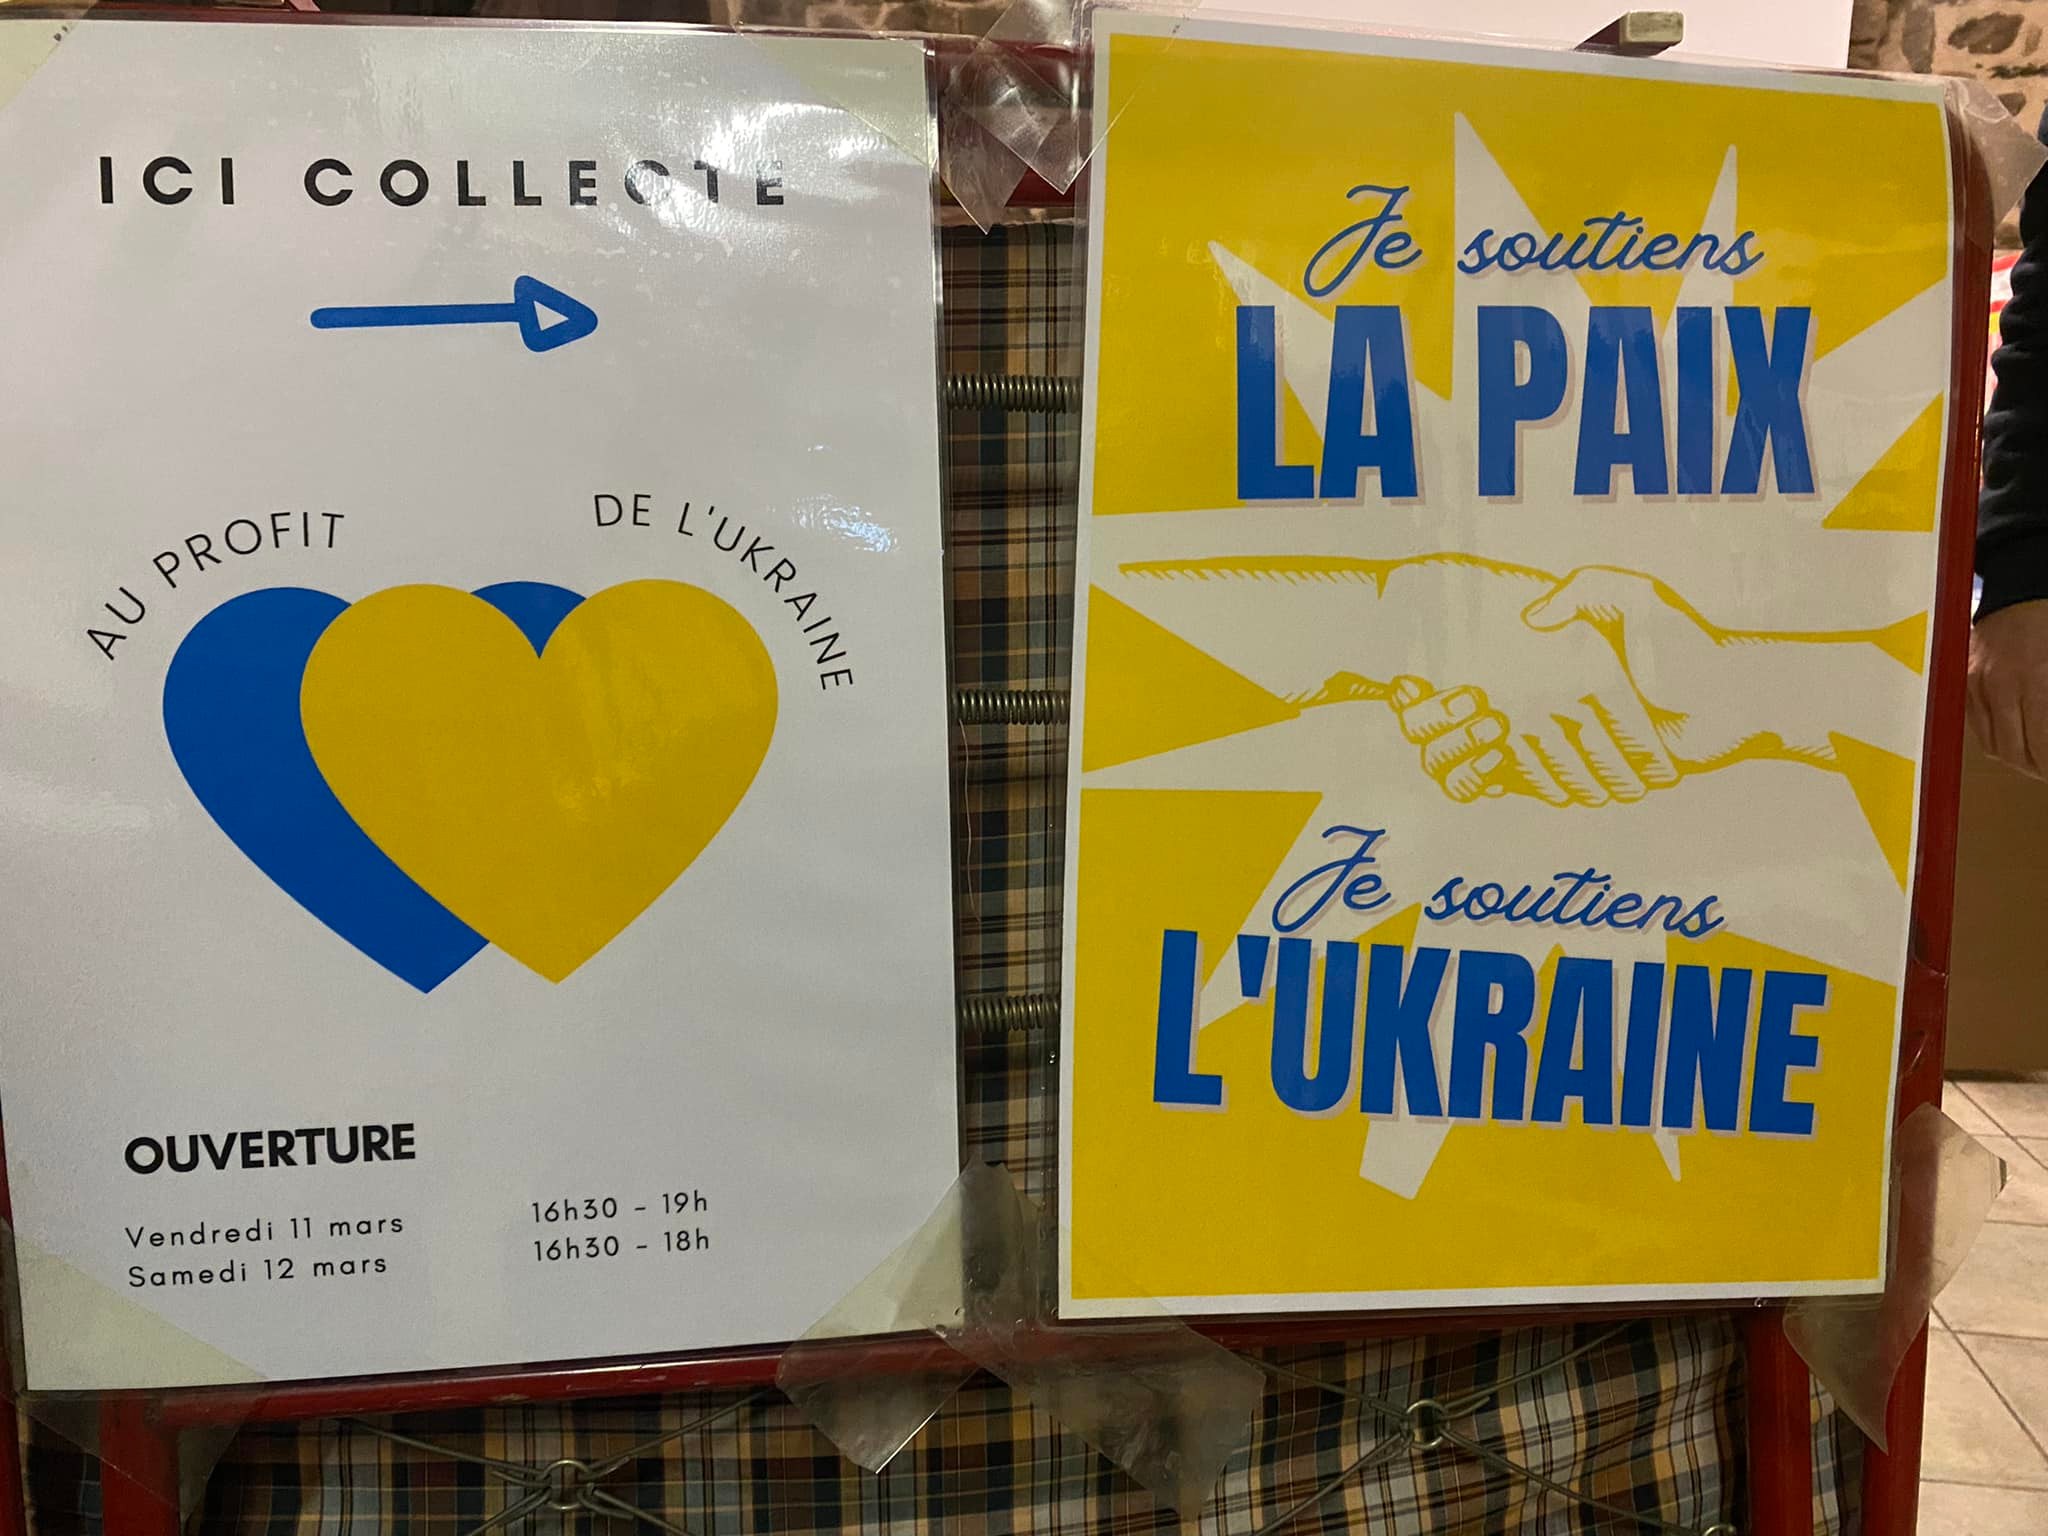 ICI COLLECTE
AU PROFIT DE L'UKRAINE
OUVERTURE
Vendredi 11 mars 16h30 - 19h
Samedi 12 mars 16h30 - 18h
Je soutiens
LA PAIX
Je soutiens
L'UKRAINE